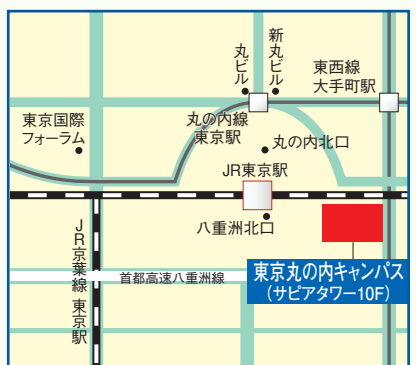 丸ビル
新丸ビル
東西線
大手町駅
東京国際
フォーラム
丸の内線
東京駅
丸の内北口
JR東京駅
八重洲北口
JR京葉線 東京駅
首都高速八重洲線
東京丸の内キャンパス
(サピアタワー10F)